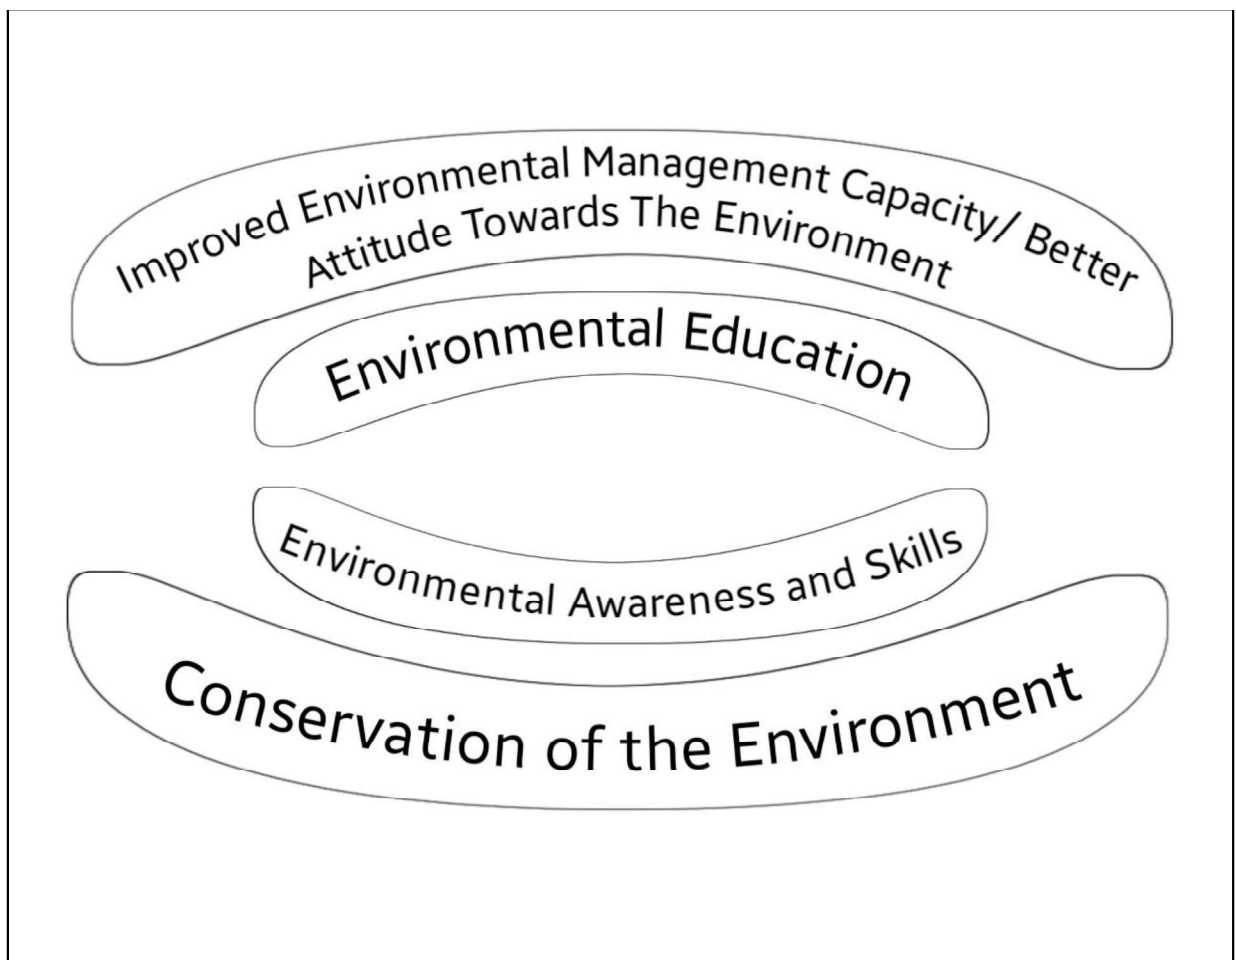 Improved Environmental Management Capacity/ Better
Attitude Towards The Environment
Environmental Education
Environmental Awareness and Skills
Conservation of the Environment